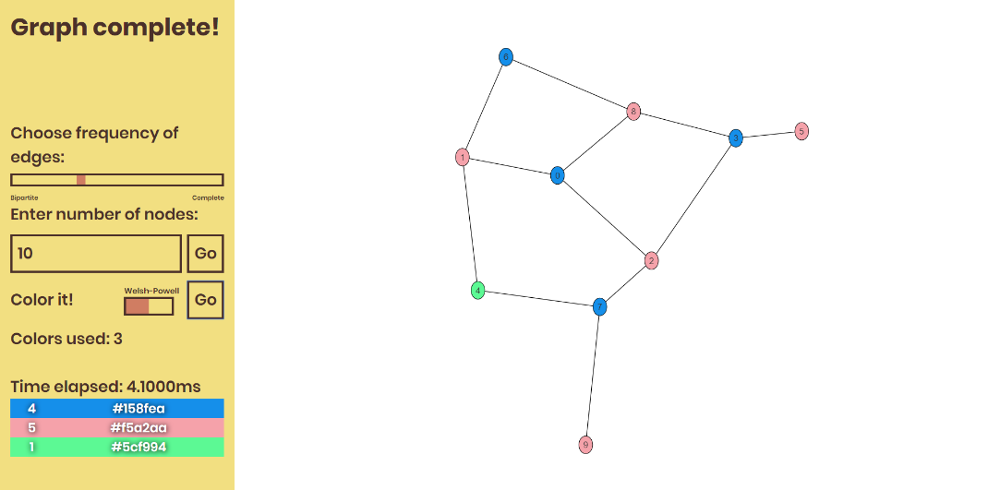 Graph complete!
Choose frequency of
edges:
Bipartite
Complete
Enter number of nodes:
10
Go
Color it!
Welsh-Powell
Go
Colors used: 3
Time elapsed: 4.1000ms
4 #158fea
5 #f5a2aa
1 #5cf994
6
8
3
5
1
0
2
4
7
9